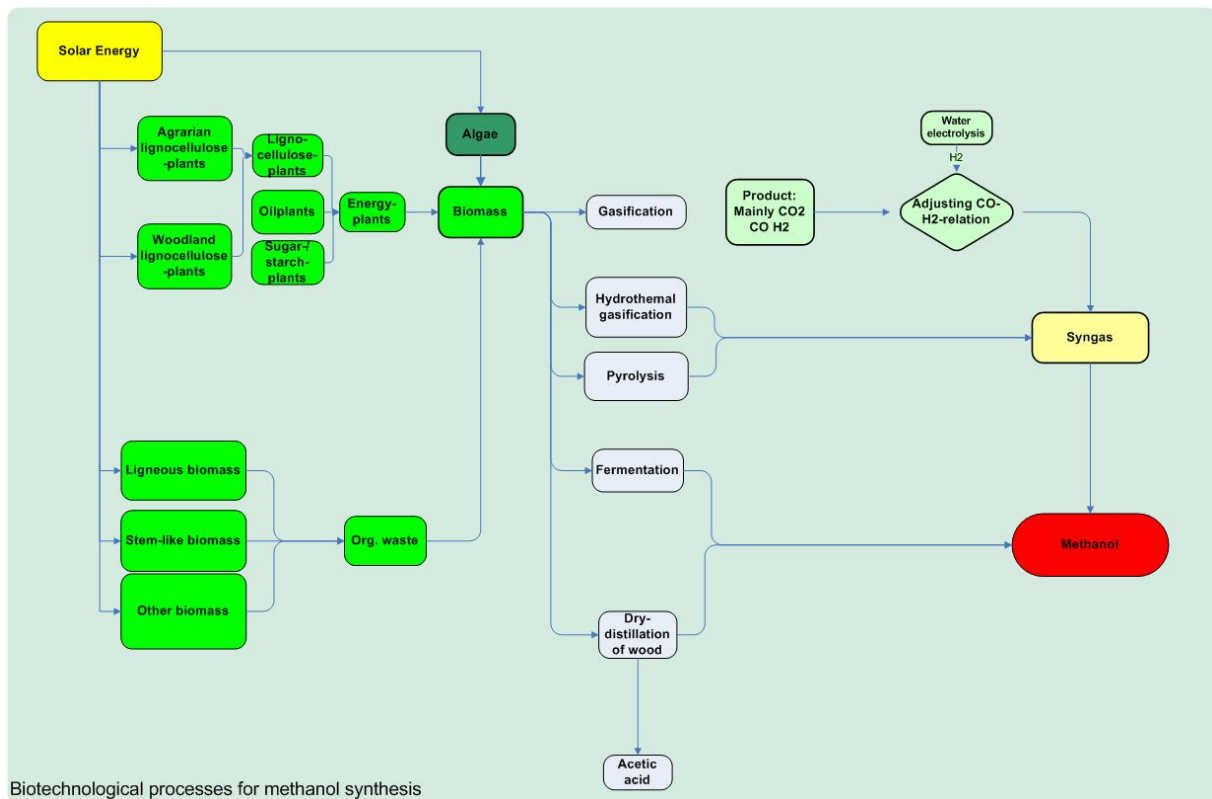 Solar Energy
Agrarian
lignocellulose
-plants
Ligno-
cellulose-
plants
Algae
Water
electrolysis
H2
Oilplants
Energy-
plants
Biomass
Gasification
Product:
Mainly CO2
CO H2
Adjusting CO-
H2-relation
Woodland
lignocellulose
-plants
Sugar-/
starch-
plants
Hydrothemal
gasification
Syngas
Pyrolysis
Ligneous biomass
Fermentation
Stem-like biomass
Org. waste
Methanol
Other biomass
Dry-
distillation
of wood
Acetic
acid
Biotechnological processes for methanol synthesis